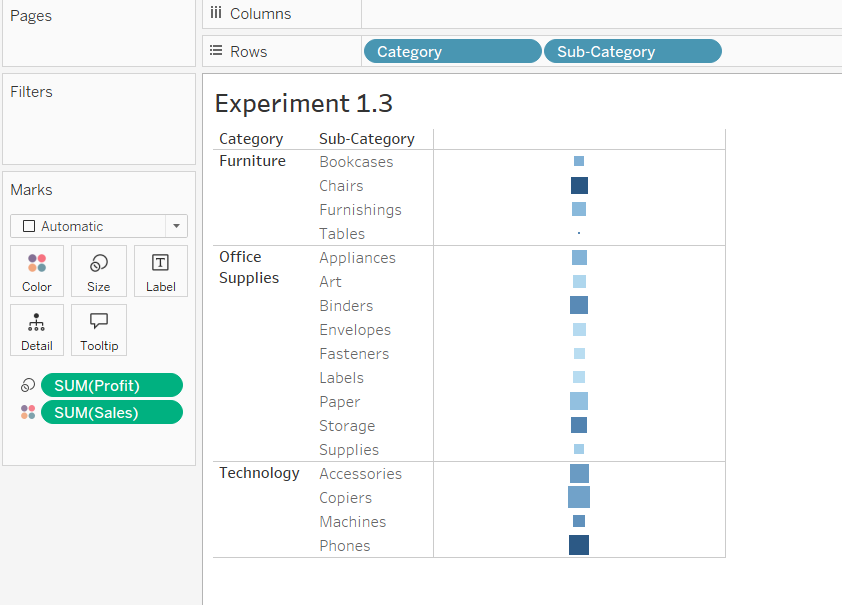 Pages
Columns
Rows
Category
Sub-Category
Filters
Marks
Automatic
Color
Size
Label
Detail
Tooltip
SUM(Profit)
SUM(Sales)
Experiment 1.3
Category Sub-Category
Furniture Bookcases
Chairs
Furnishings
Tables
Office Supplies Appliances
Art
Binders
Envelopes
Fasteners
Labels
Paper
Storage
Supplies
Technology Accessories
Copiers
Machines
Phones